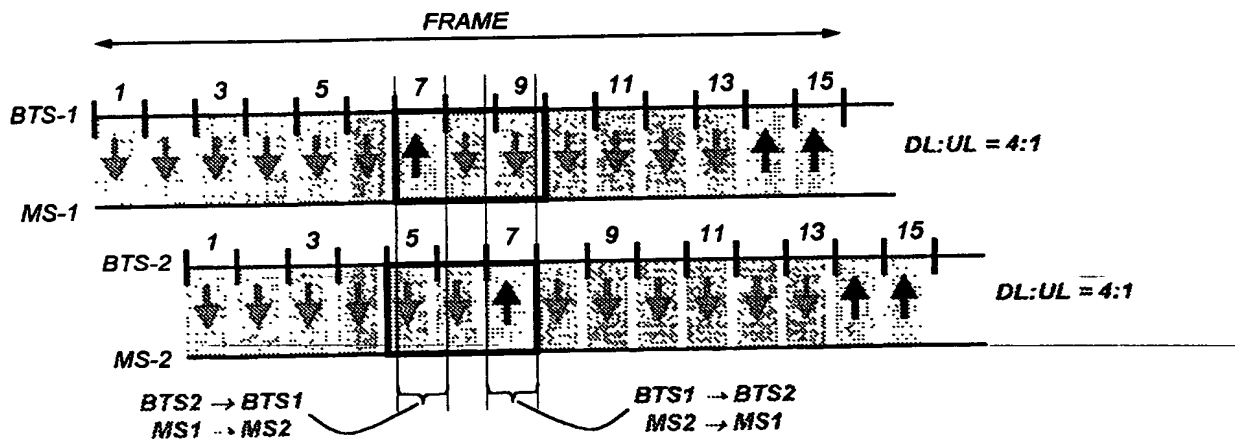 FRAME
1 3 5 7 9 11 13 15
BTS-1
DL:UL = 4:1
MS-1
1 3 5 7 9 11 13 15
BTS-2
DL:UL = 4:1
MS-2
BTS2 → BTS1
MS1 → MS2
BTS1 → BTS2
MS2 → MS1